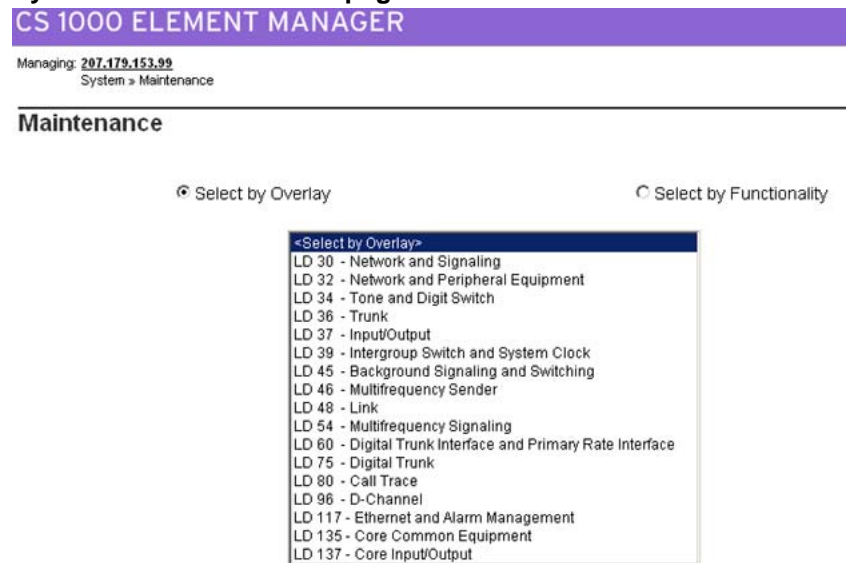 CS 1000 ELEMENT MANAGER
Managing: 207.179.153.99
System » Maintenance
Maintenance
Select by Overlay
Select by Functionality
<Select by Overlay>
LD 30 - Network and Signaling
LD 32 - Network and Peripheral Equipment
LD 34 - Tone and Digit Switch
LD 36 - Trunk
LD 37 - Input/Output
LD 39 - Intergroup Switch and System Clock
LD 45 - Background Signaling and Switching
LD 46 - Multifrequency Sender
LD 48 - Link
LD 54 - Multifrequency Signaling
LD 60 - Digital Trunk Interface and Primary Rate Interface
LD 75 - Digital Trunk
LD 80 - Call Trace
LD 96 - D-Channel
LD 117 - Ethernet and Alarm Management
LD 135 - Core Common Equipment
LD 137 - Core Input/Output